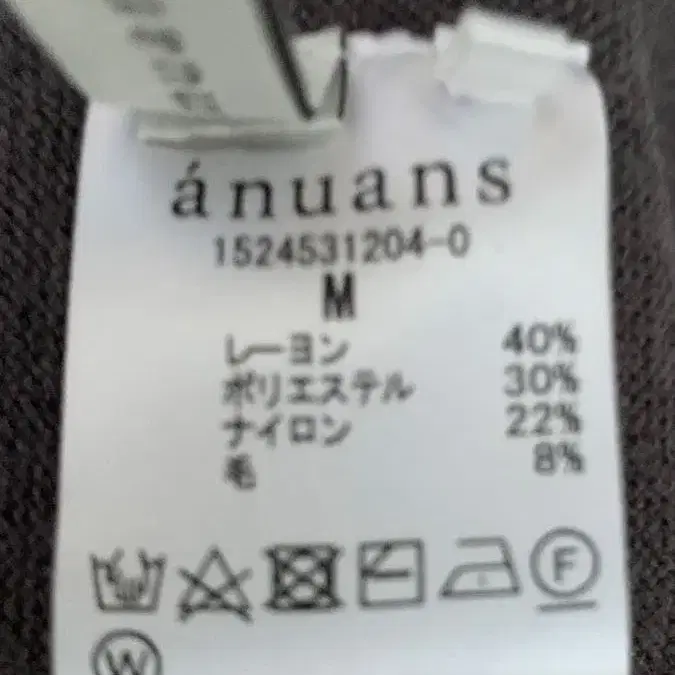 ánuans
1524531204-0
M
レーヨン 40%
ポリエステル 30%
ナイロン 22%
毛 8%
F
W